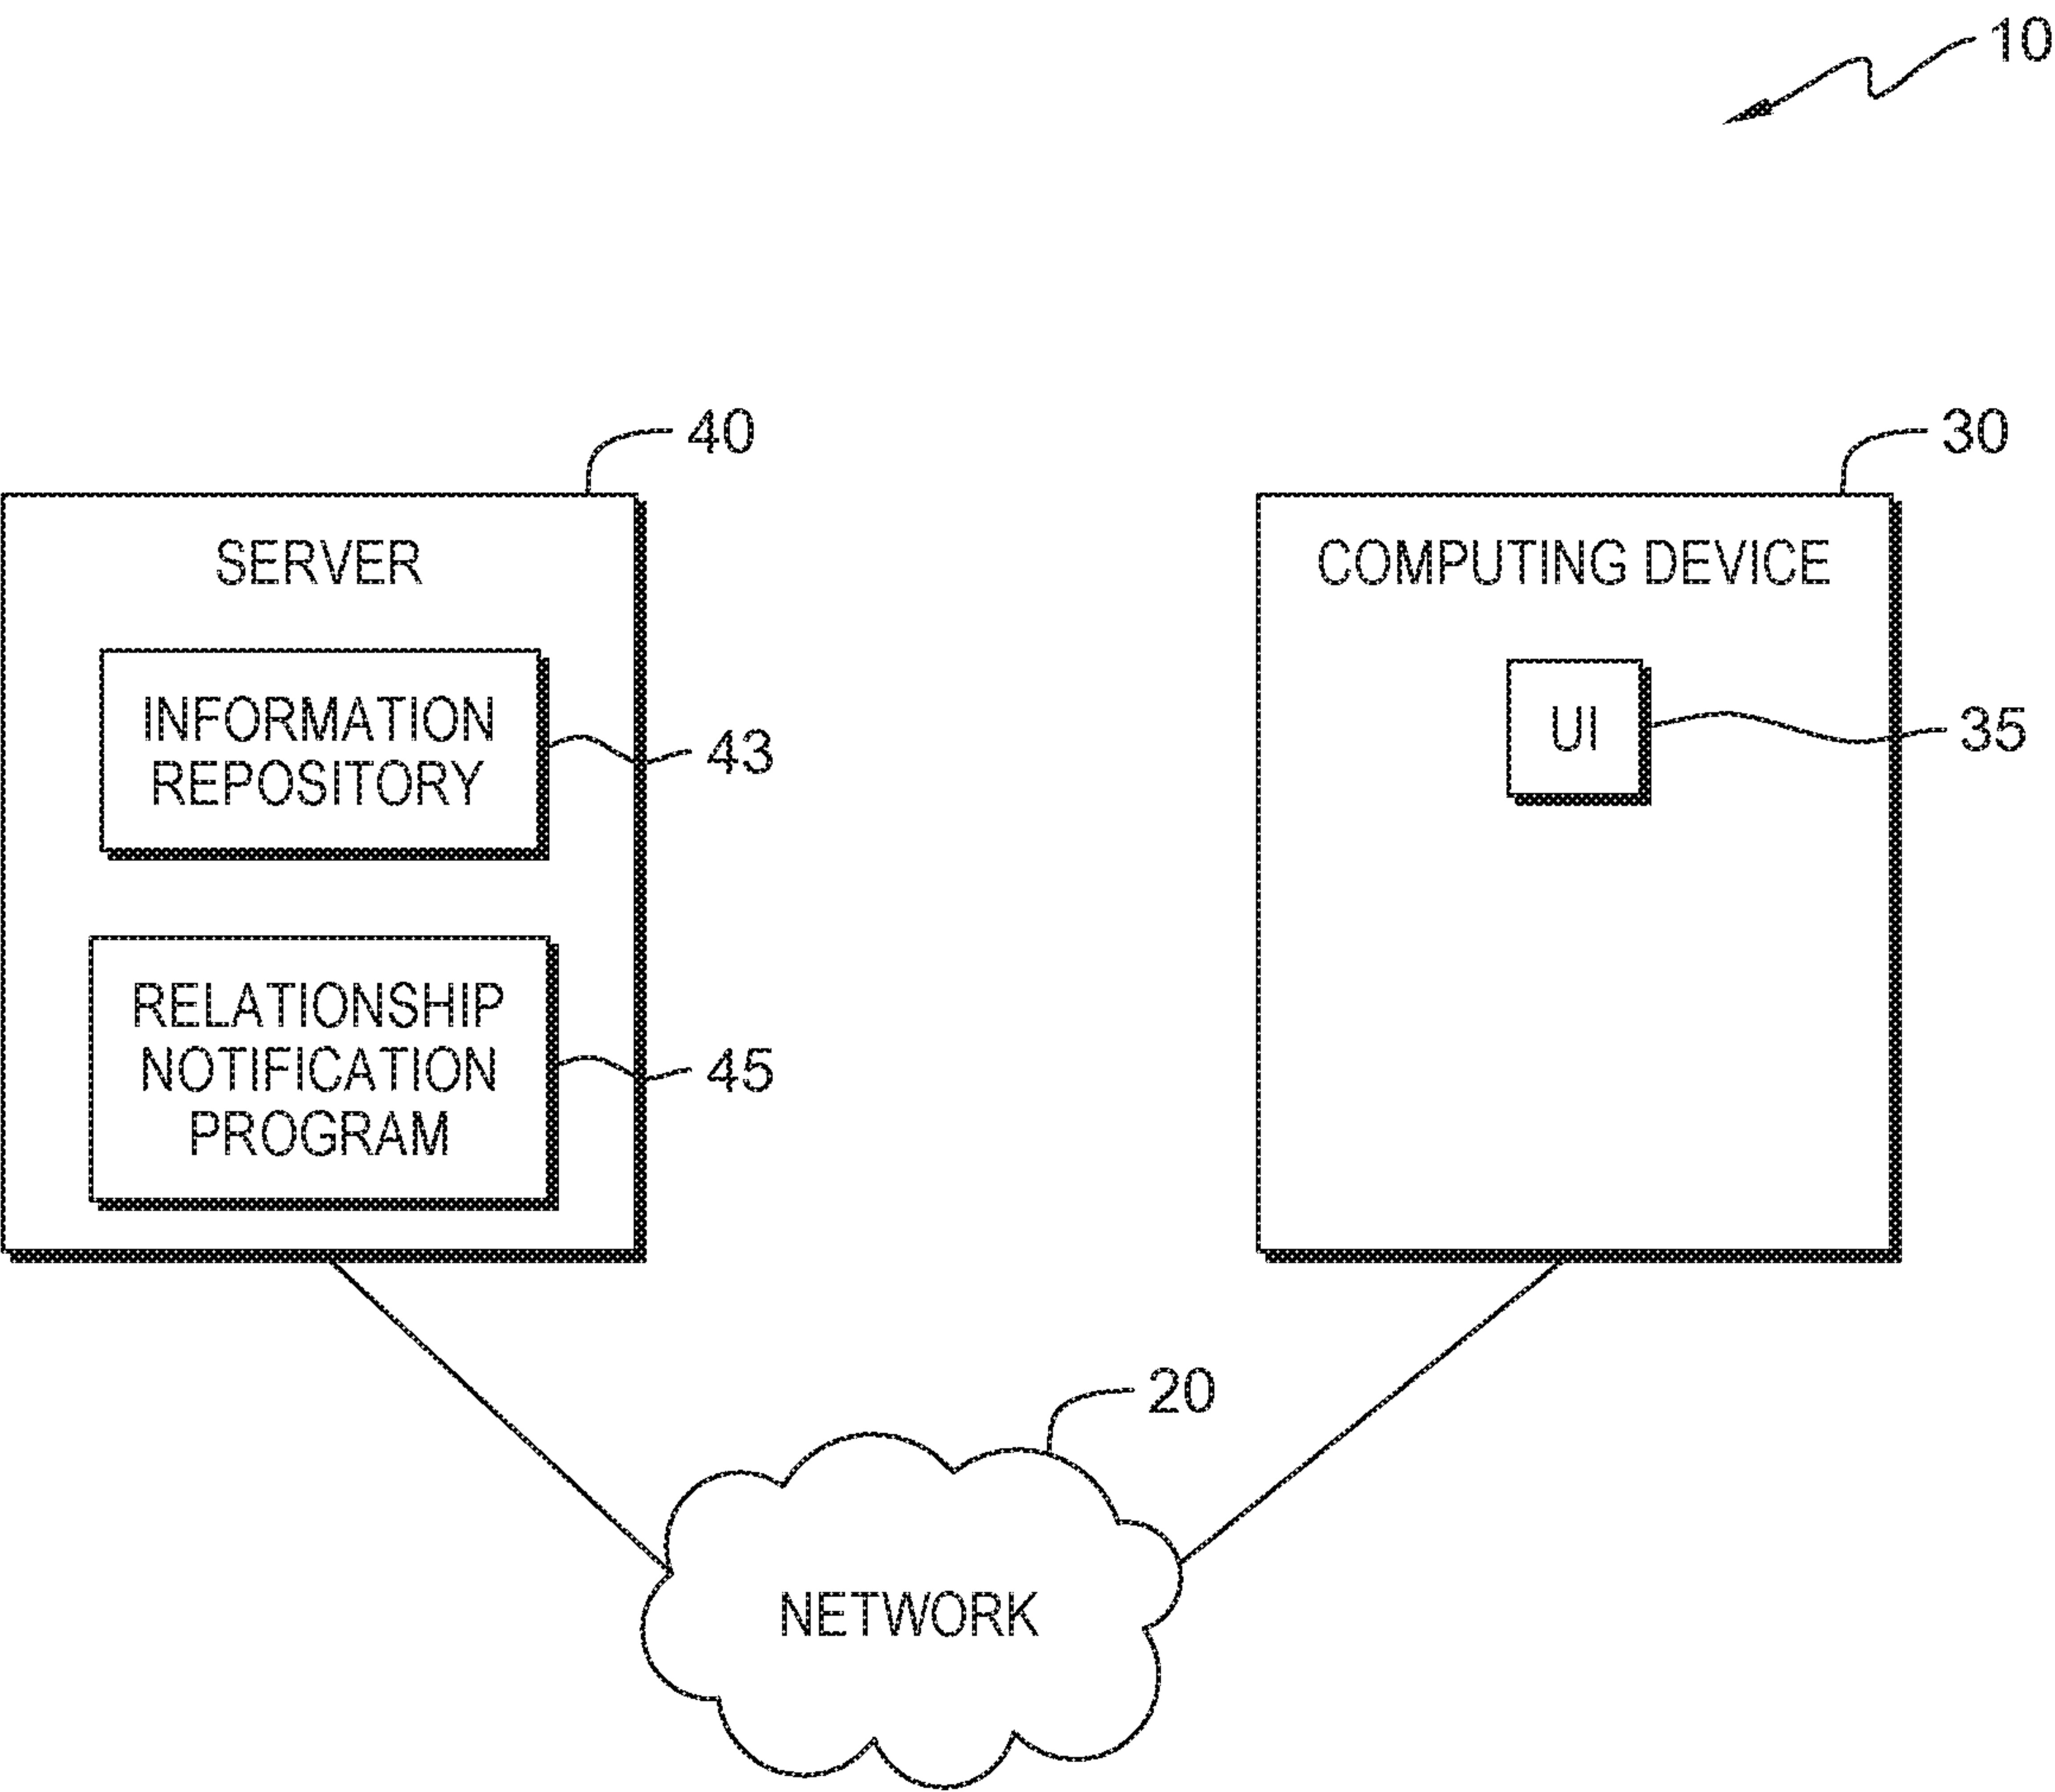 10
40
SERVER
INFORMATION
REPOSITORY
43
RELATIONSHIP
NOTIFICATION
PROGRAM
45
30
COMPUTING DEVICE
UI
35
20
NETWORK